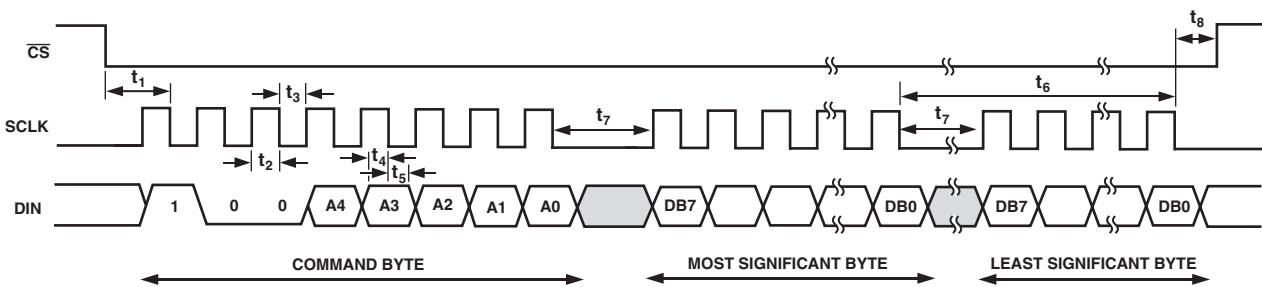 t8
CS
t1
t3
t6
SCLK
t7
t7
t2
t4
t5
DIN
1 0 0 A4 A3 A2 A1 A0 DB7 DB0 DB7 DB0
COMMAND BYTE MOST SIGNIFICANT BYTE LEAST SIGNIFICANT BYTE